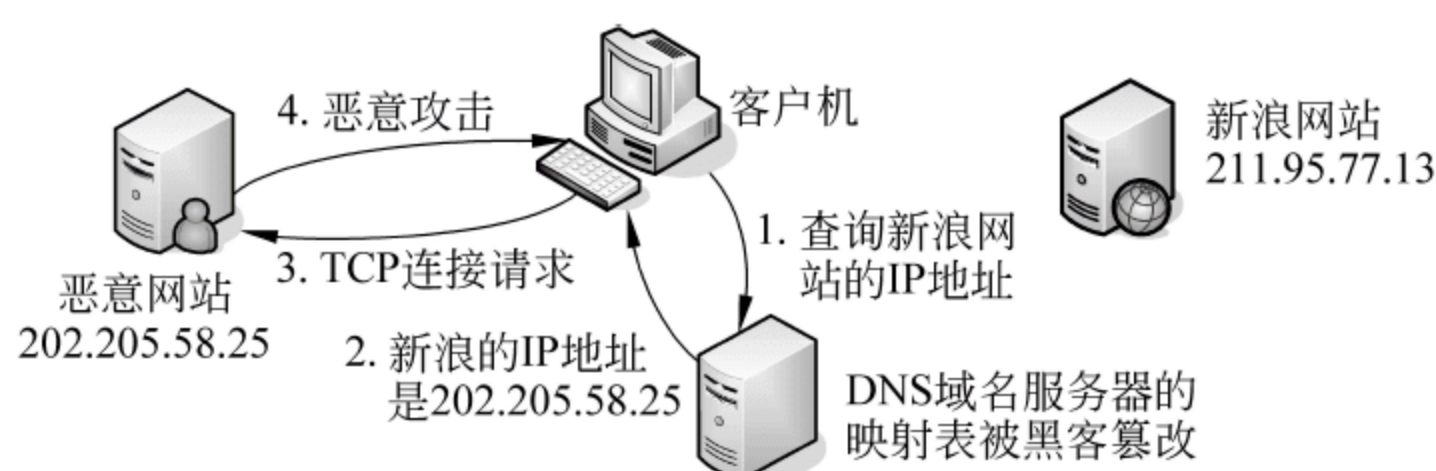 4. 恶意攻击
客户机
新浪网站
211.95.77.13
1. 查询新浪网
站的IP地址
3. TCP连接请求
恶意网站
202.205.58.25
2. 新浪的IP地址
是202.205.58.25
DNS域名服务器的
映射表被黑客篡改